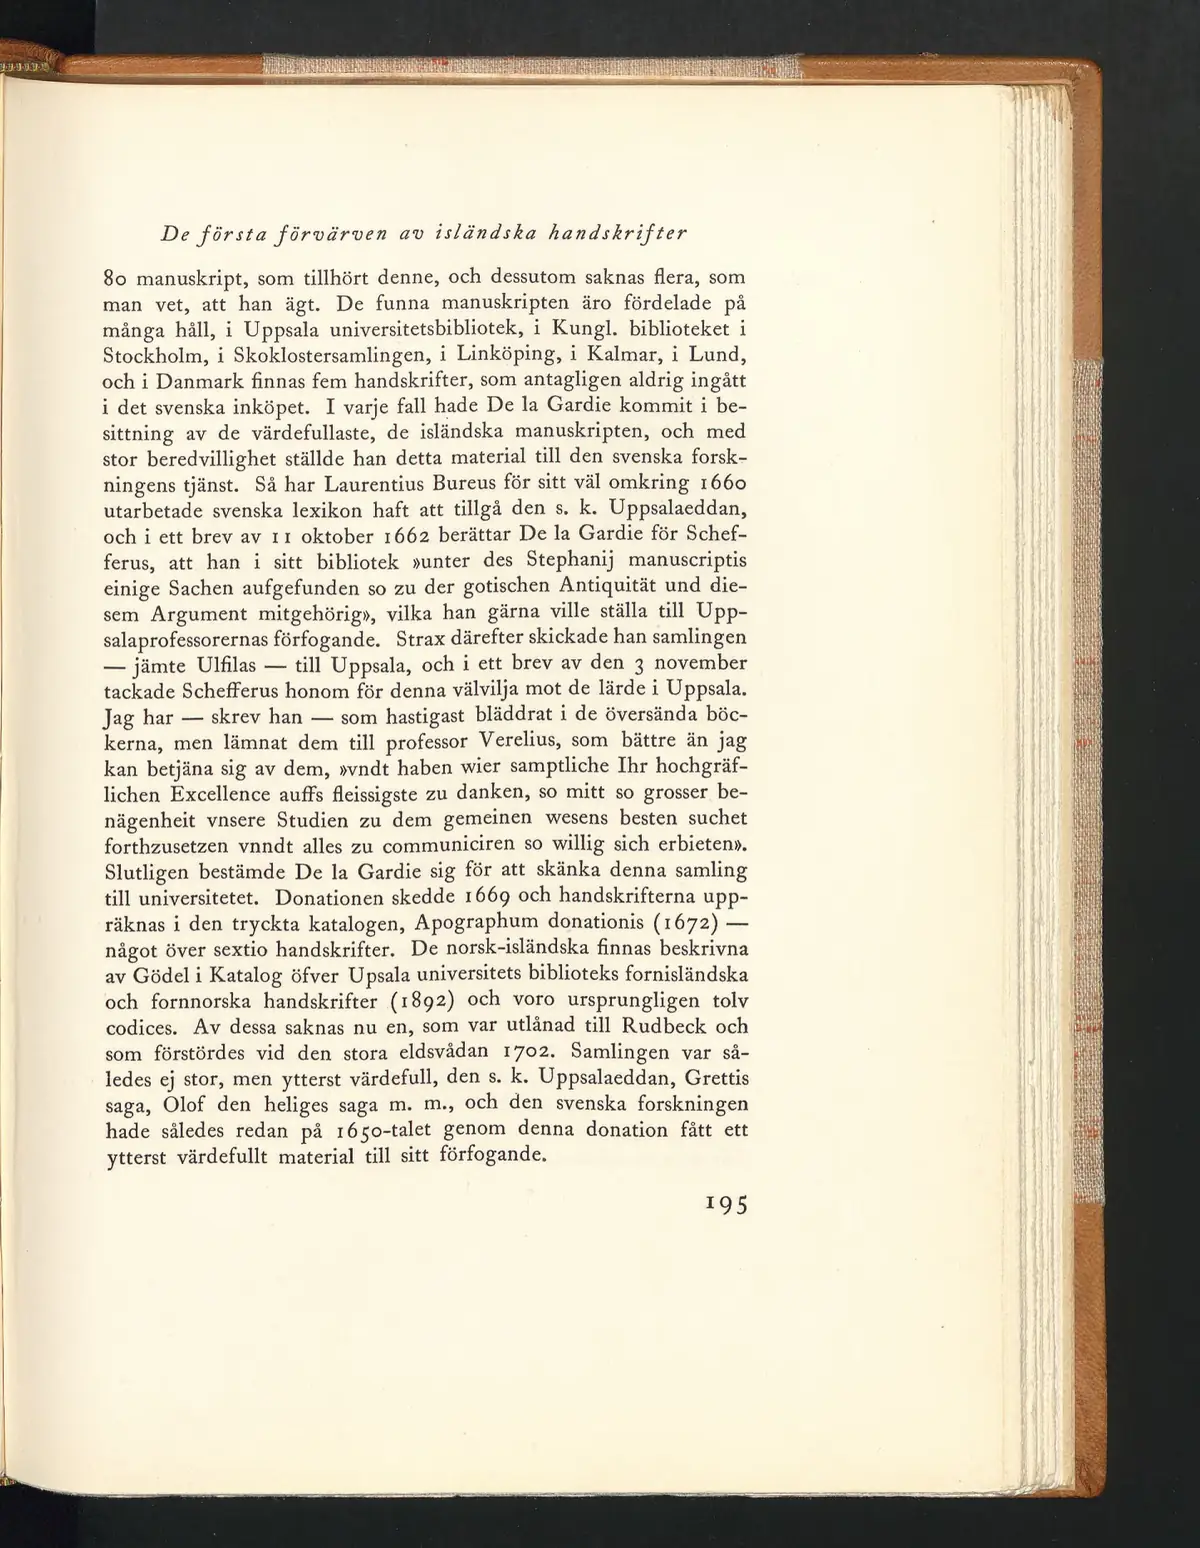 De första förvärven av isländska handskrifter
80 manuskript, som tillhört denne, och dessutom saknas flera, som
man vet, att han ägt. De funna manuskripten äro fördelade på
många håll, i Uppsala universitetsbibliotek, i Kungl. biblioteket i
Stockholm, i Skoklostersamlingen, i Linköping, i Kalmar, i Lund,
och i Danmark finnas fem handskrifter, som antagligen aldrig ingått
i det svenska inköpet. I varje fall hade De la Gardie kommit i be-
sittning av de värdefullaste, de isländska manuskripten, och med
stor beredvillighet ställde han detta material till den svenska forsk-
ningens tjänst. Så har Laurentius Bureus för sitt väl omkring 1660
utarbetade svenska lexikon haft att tillgå den s. k. Uppsalaeddan,
och i ett brev av 11 oktober 1662 berättar De la Gardie för Schef-
ferus, att han i sitt bibliotek »unter des Stephanij manuscriptis
einige Sachen aufgefunden so zu der gotischen Antiquität und die-
sem Argument mitgehörig», vilka han gärna ville ställa till Upp-
salaprofessorernas förfogande. Strax därefter skickade han samlingen
— jämte Ulfilas — till Uppsala, och i ett brev av den 3 november
tackade Schefferus honom för denna välvilja mot de lärde i Uppsala.
Jag har — skrev han — som hastigast bläddrat i de översända böc-
kerna, men lämnat dem till professor Verelius, som bättre än jag
kan betjäna sig av dem, »vndt haben wier samptliche Ihr hochgräf-
lichen Excellence auffs fleissigste zu danken, so mitt so grosser be-
nägenheit vnsere Studien zu dem gemeinen wesens besten suchet
forthzusetzen vnndt alles zu communiciren so willig sich erbieten».
Slutligen bestämde De la Gardie sig för att skänka denna samling
till universitetet. Donationen skedde 1669 och handskrifterna upp-
räknas i den tryckta katalogen, Apographum donationis (1672) —
något över sextio handskrifter. De norsk-isländska finnas beskrivna
av Gödel i Katalog öfver Upsala universitets biblioteks fornisländska
och fornnorska handskrifter (1892) och voro ursprungligen tolv
codices. Av dessa saknas nu en, som var utlånad till Rudbeck och
som förstördes vid den stora eldsvådan 1702. Samlingen var så-
ledes ej stor, men ytterst värdefull, den s. k. Uppsalaeddan, Grettis
saga, Olof den heliges saga m. m., och den svenska forskningen
hade således redan på 1650-talet genom denna donation fått ett
ytterst värdefullt material till sitt förfogande.
195